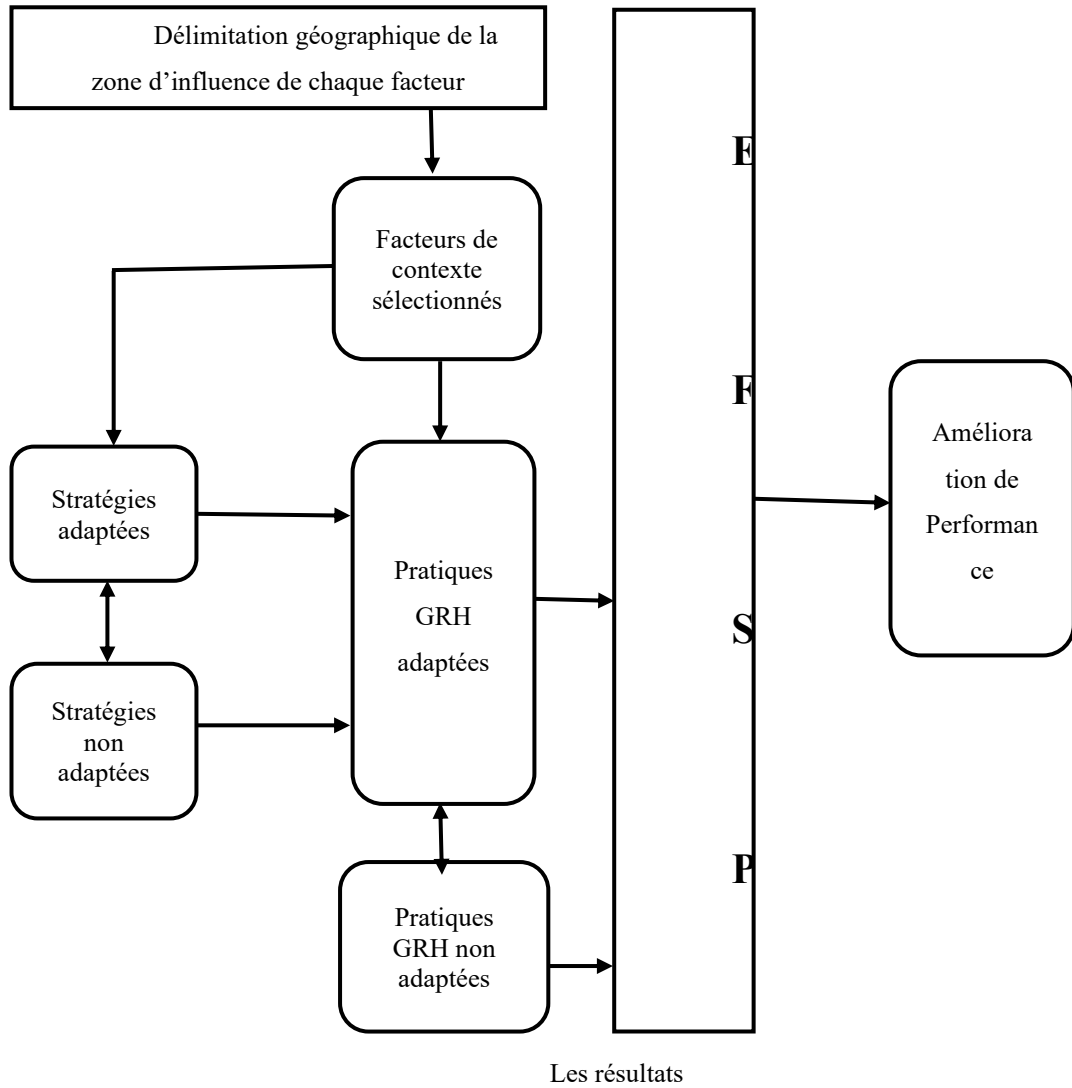 Délimitation géographique de la
zone d’influence de chaque facteur
Facteurs de
contexte
sélectionnés
Stratégies
adaptées
Stratégies
non
adaptées
Pratiques
GRH
adaptées
Pratiques
GRH non
adaptées
E
F
S
P
Améliora
tion de
Performan
ce
Les résultats